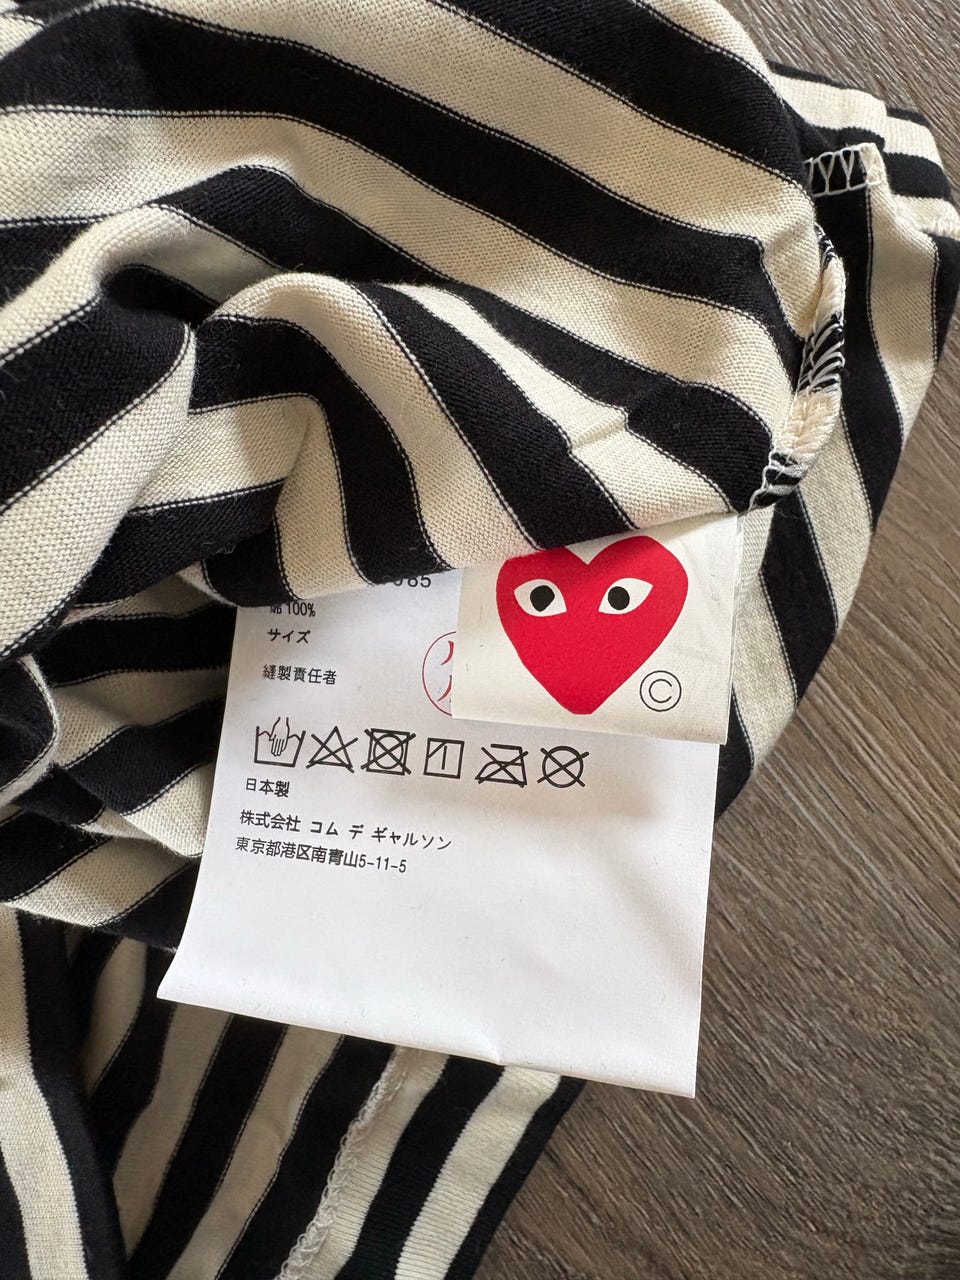 綿 100%
サイズ
縫製責任者
日本製
株式会社 コム デ ギャルソン
東京都港区南青山5-11-5
©